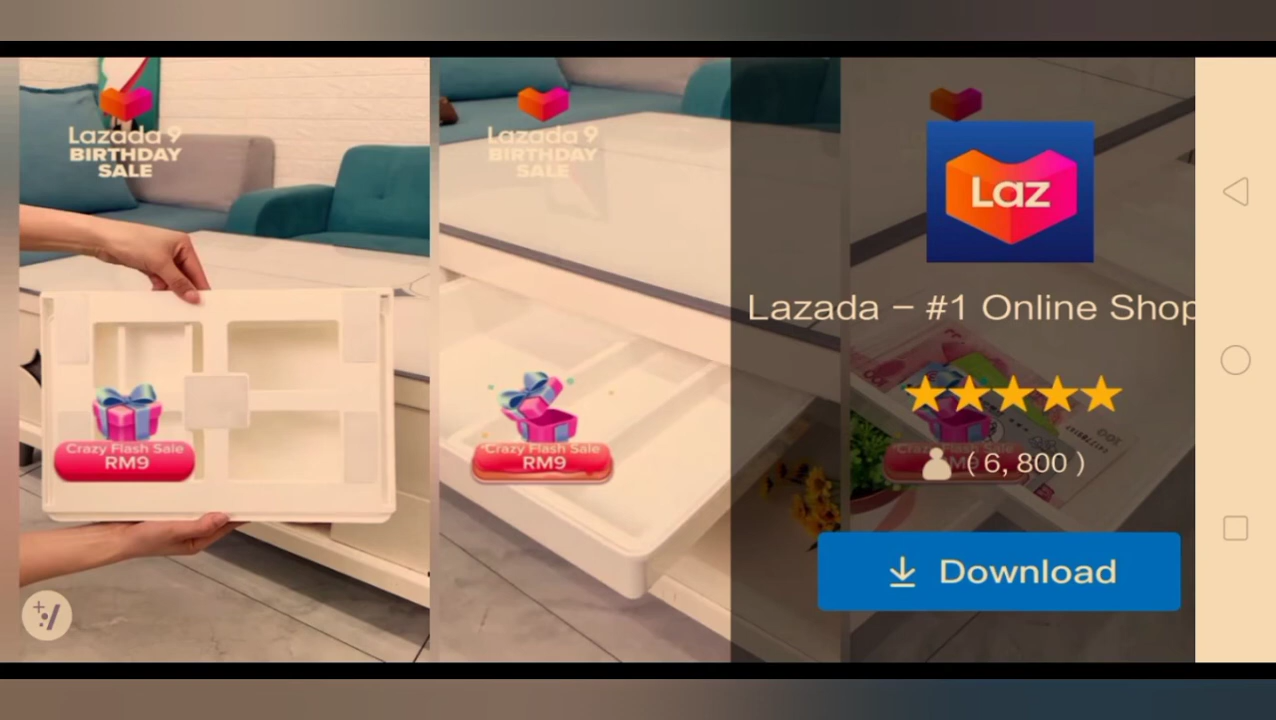 Lazada 9
BIRTHDAY
SALE
Crazy Flash Sale
RM9
Lazada 9
BIRTHDAY
SALE
Crazy Flash Sale
RM9
Laz
Lazada – #1 Online Shop
( 6, 800 )
Download